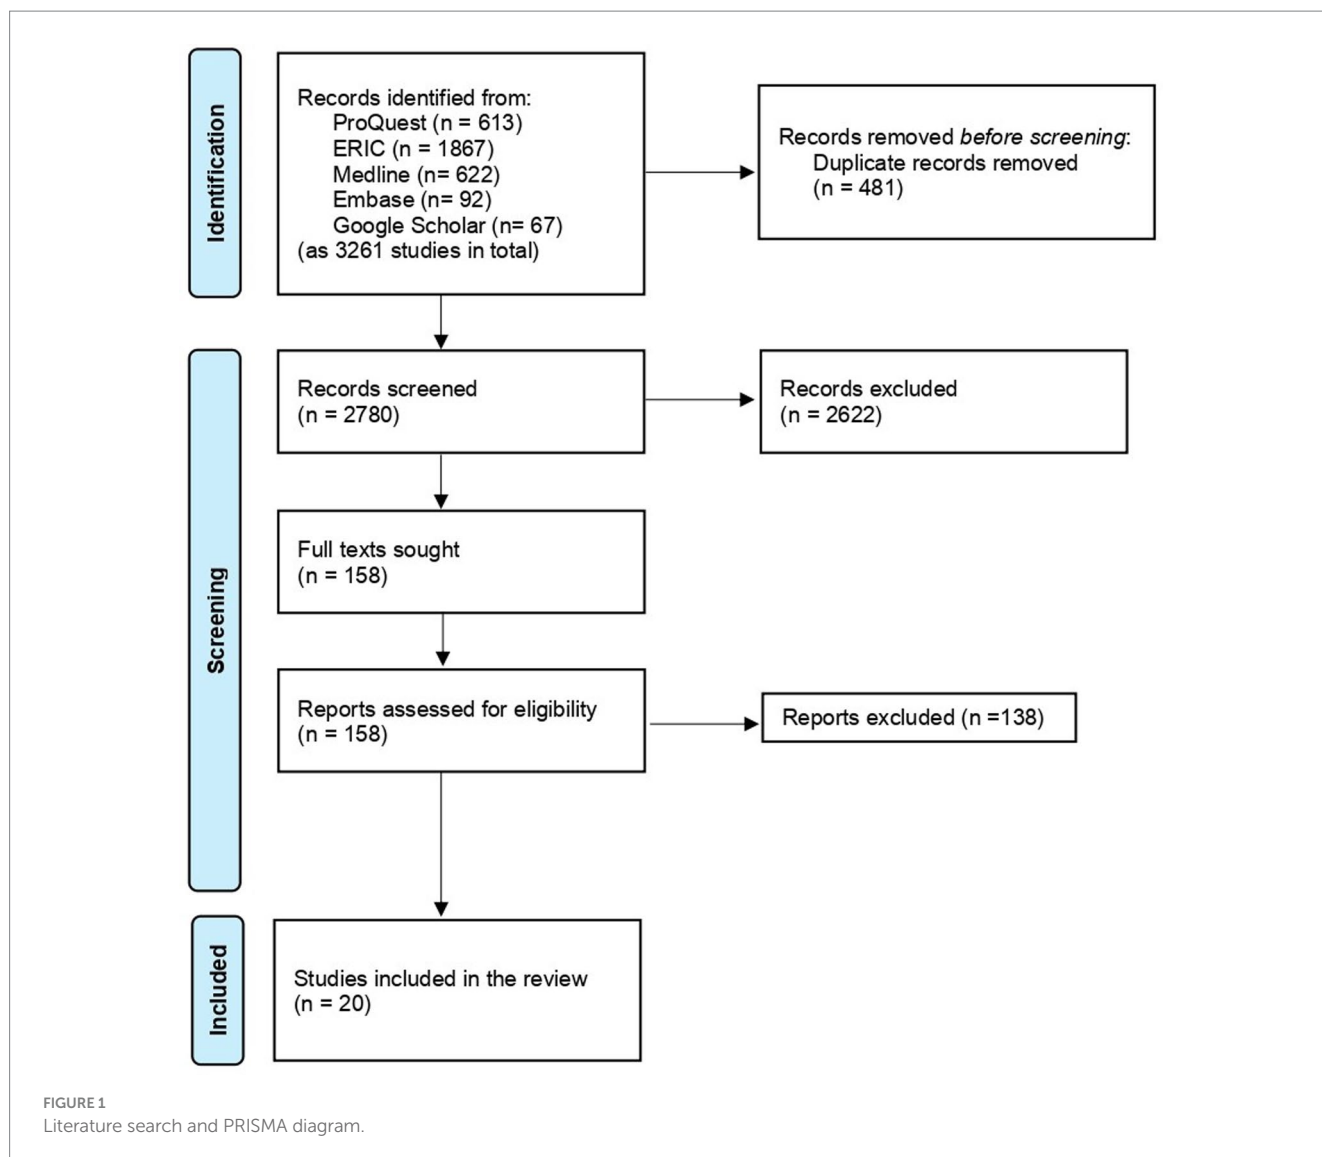 Identification
Records identified from:
ProQuest (n = 613)
ERIC (n = 1867)
Medline (n= 622)
Embase (n= 92)
Google Scholar (n= 67)
(as 3261 studies in total)
Records removed before screening:
Duplicate records removed
(n = 481)
Screening
Records screened
(n = 2780)
Records excluded
(n = 2622)
Full texts sought
(n = 158)
Reports assessed for eligibility
(n = 158)
Reports excluded (n =138)
Included
Studies included in the review
(n = 20)
FIGURE 1
Literature search and PRISMA diagram.